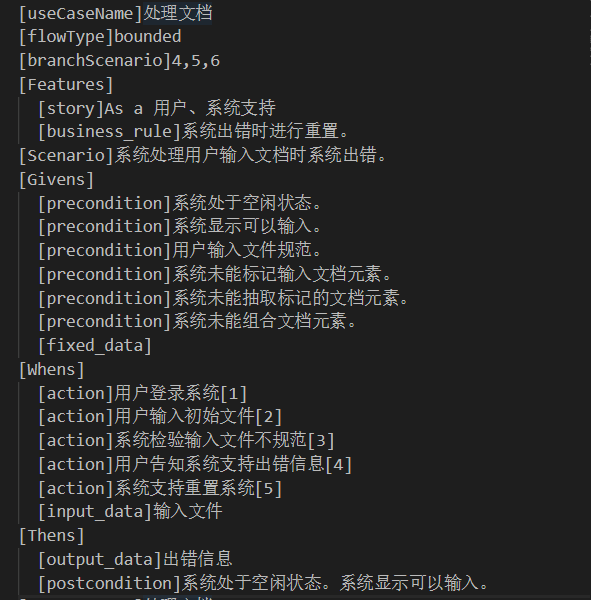 [useCaseName]处理文档
[flowType]bounded
[branchScenario]4,5,6
[Features]
[story]As a 用户、系统支持
[business_rule]系统出错时进行重置。
[Scenario]系统处理用户输入文档时系统出错。
[Givens]
[precondition]系统处于空闲状态。
[precondition]系统显示可以输入。
[precondition]用户输入文件规范。
[precondition]系统未能标记输入文档元素。
[precondition]系统未能抽取标记的文档元素。
[precondition]系统未能组合文档元素。
[fixed_data]
[Whens]
[action]用户登录系统[1]
[action]用户输入初始文件[2]
[action]系统检验输入文件不规范[3]
[action]用户告知系统支持出错信息[4]
[action]系统支持重置系统[5]
[input_data]输入文件
[Thens]
[output_data]出错信息
[postcondition]系统处于空闲状态。系统显示可以输入。